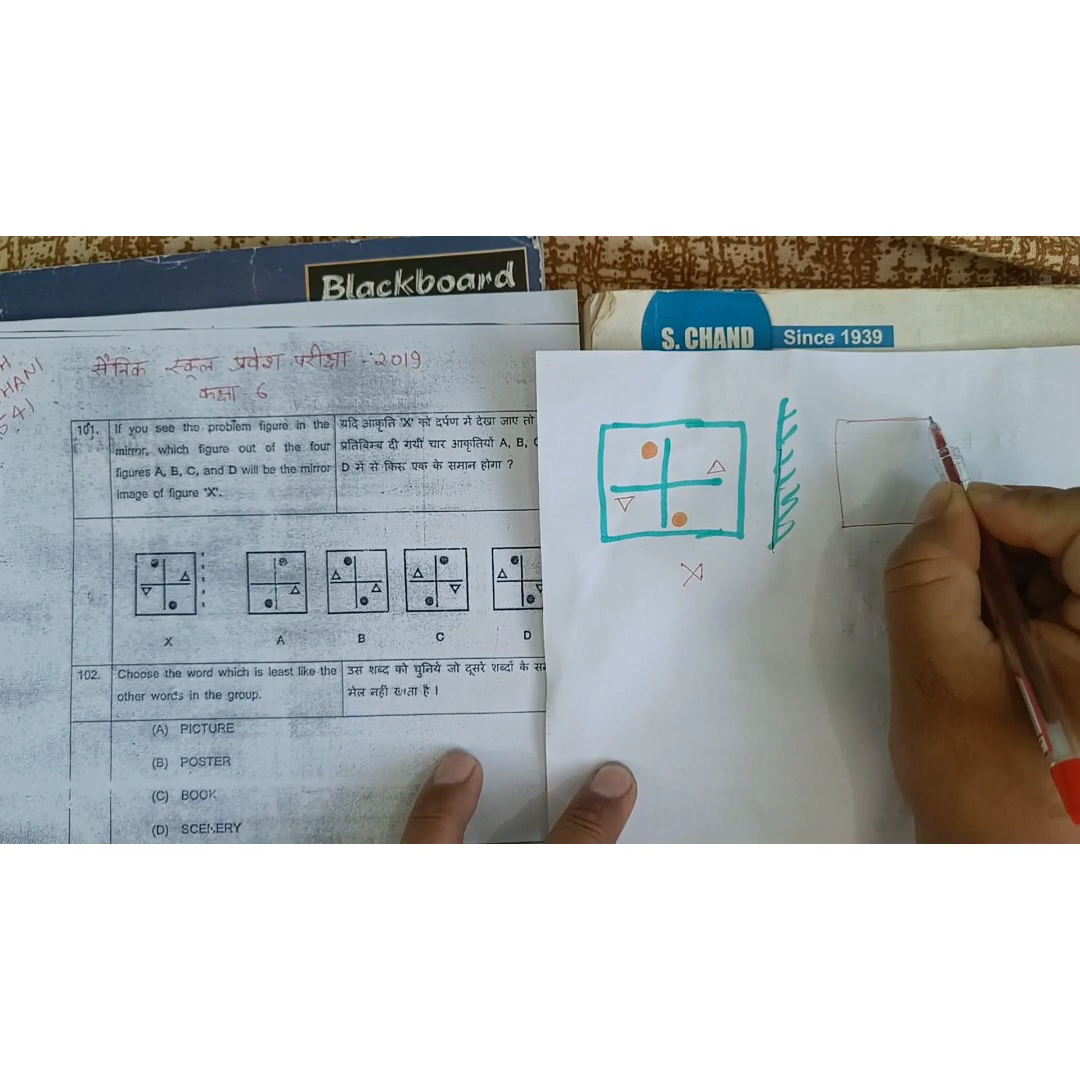 Blackboard
S. CHAND
Since 1939
सैनिक स्कूल प्रवेश परीक्षा - 2019
कक्षा 6
HANI
54)
101. If you see the problem figure in the
mirror, which figure out of the four
figures A, B, C, and D will be the mirror
image of figure 'X'.
यदि आकृति 'X' को दर्पण में देखा जाए तो
प्रतिबिम्ब दी गयीं चार आकृतियों A, B, C
D में से किस एक के समान होगा ?
X A B C D
X
102. Choose the word which is least like the
other words in the group.
उस शब्द को चुनिये जो दूसरे शब्दों के सम
मेल नहीं खाता है ।
(A) PICTURE
(B) POSTER
(C) BOOK
(D) SCENERY